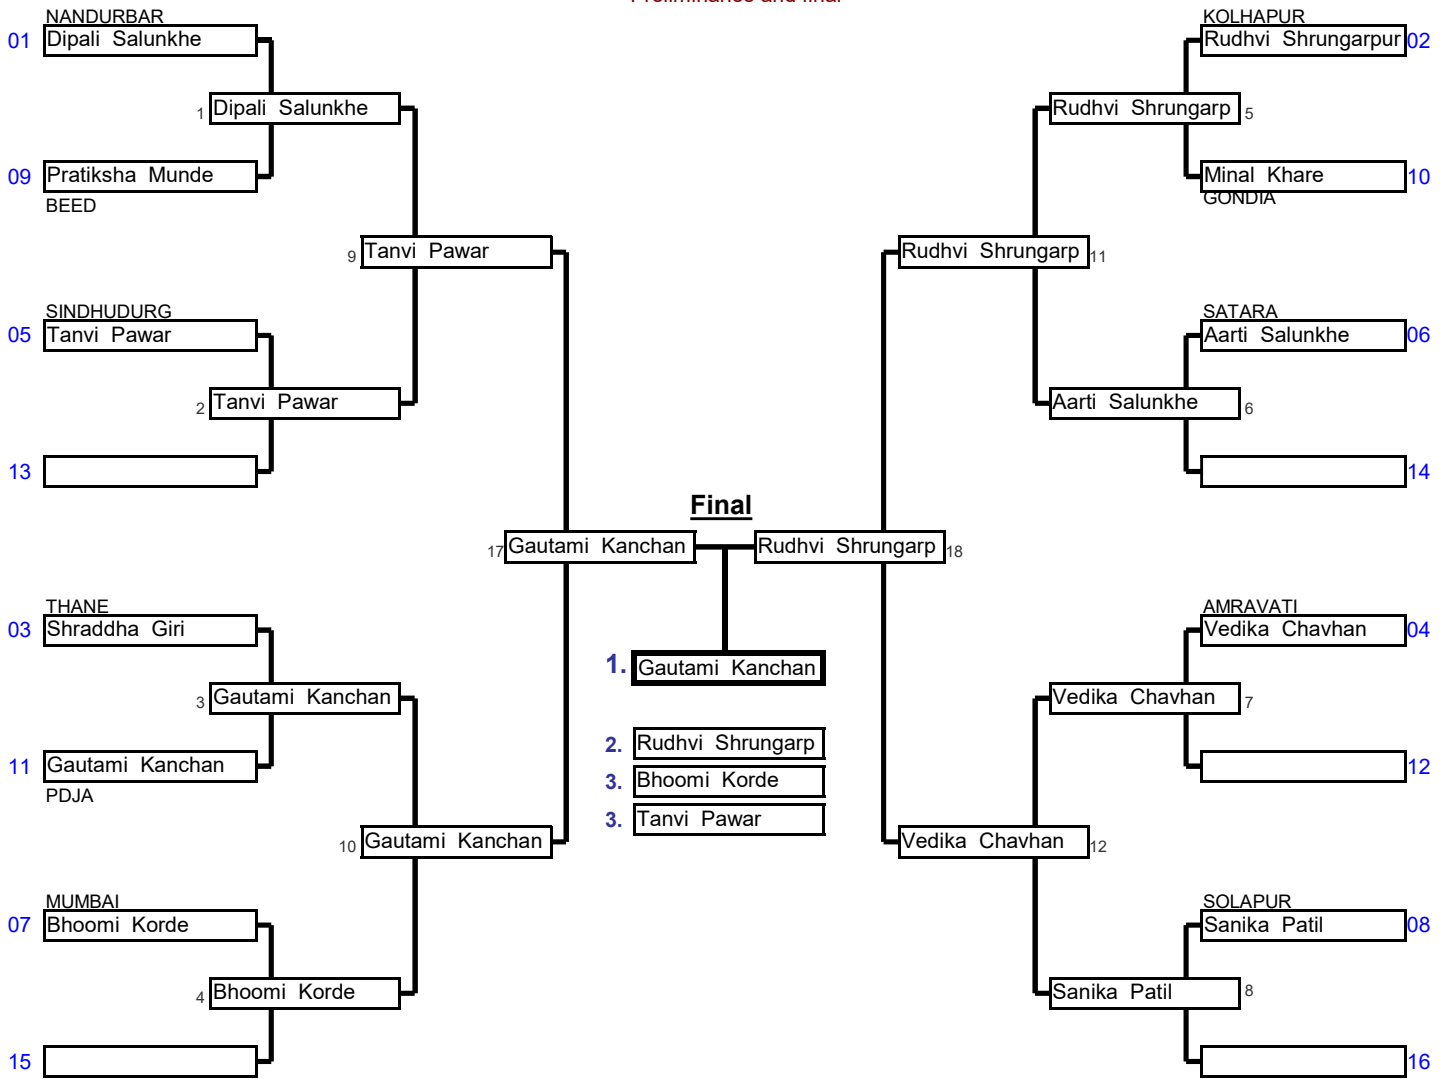 Preliminaries and final
NANDURBAR
01 Dipali Salunkhe
1 Dipali Salunkhe
09 Pratiksha Munde
BEED
9 Tanvi Pawar
SINDHUDURG
05 Tanvi Pawar
2 Tanvi Pawar
13
17 Gautami Kanchan
THANE
03 Shraddha Giri
3 Gautami Kanchan
11 Gautami Kanchan
PDJA
10 Gautami Kanchan
MUMBAI
07 Bhoomi Korde
4 Bhoomi Korde
15
Final
1. Gautami Kanchan
2. Rudhvi Shrungarp
3. Bhoomi Korde
3. Tanvi Pawar
KOLHAPUR
Rudhvi Shrungarpur 02
Rudhvi Shrungarp 5
Minal Khare 10
GONDIA
Rudhvi Shrungarp 11
SATARA
Aarti Salunkhe 06
Aarti Salunkhe 6
14
Rudhvi Shrungarp 18
AMRAVATI
Vedika Chavhan 04
Vedika Chavhan 7
12
Vedika Chavhan 12
SOLAPUR
Sanika Patil 08
Sanika Patil 8
16